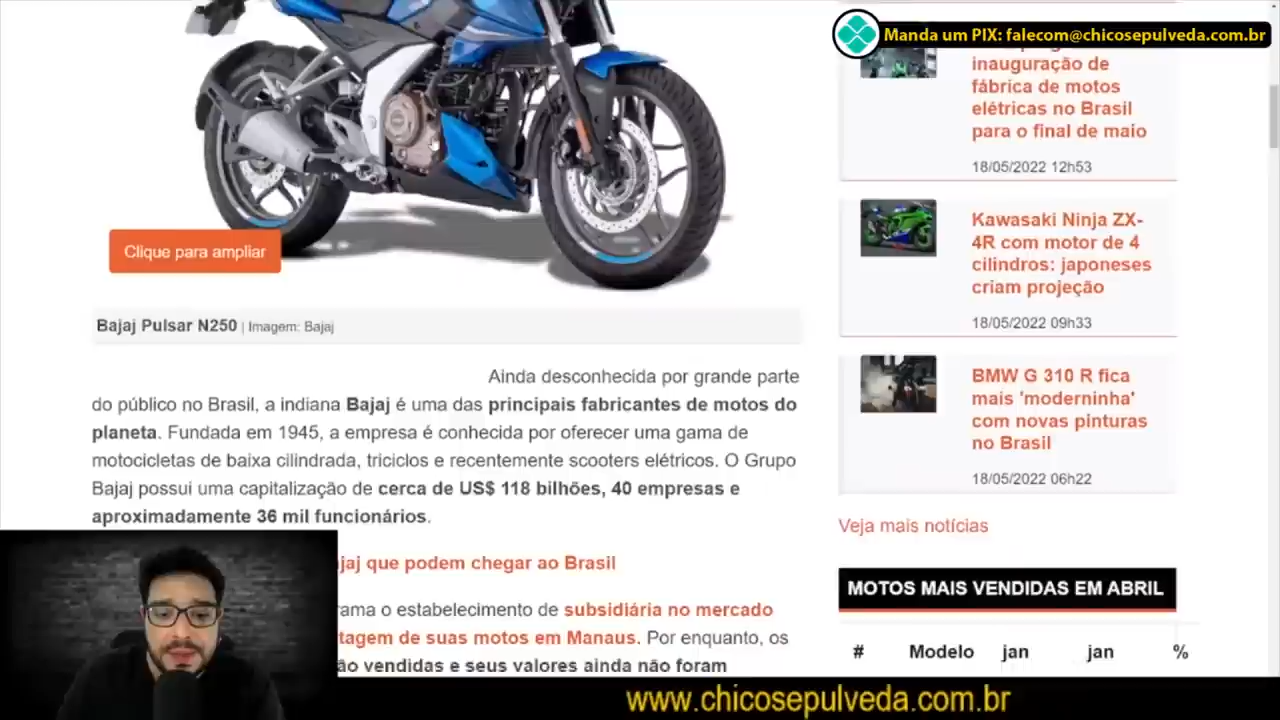 Manda um PIX: falecom@chicosepulveda.com.br
inauguração de
fábrica de motos
elétricas no Brasil
para o final de maio
18/05/2022 12h53
Kawasaki Ninja ZX-
4R com motor de 4
cilindros: japoneses
criam projeção
18/05/2022 09h33
BMW G 310 R fica
mais 'moderninha'
com novas pinturas
no Brasil
18/05/2022 06h22
Veja mais notícias
MOTOS MAIS VENDIDAS EM ABRIL
# Modelo jan jan %
Clique para ampliar
Bajaj Pulsar N250 | Imagem: Bajaj
Ainda desconhecida por grande parte
do público no Brasil, a indiana Bajaj é uma das principais fabricantes de motos do
planeta. Fundada em 1945, a empresa é conhecida por oferecer uma gama de
motocicletas de baixa cilindrada, triciclos e recentemente scooters elétricos. O Grupo
Bajaj possui uma capitalização de cerca de US$ 118 bilhões, 40 empresas e
aproximadamente 36 mil funcionários.
que podem chegar ao Brasil
o estabelecimento de subsidiária no mercado
de suas motos em Manaus. Por enquanto, os
vendidas e seus valores ainda não foram
www.chicosepulveda.com.br